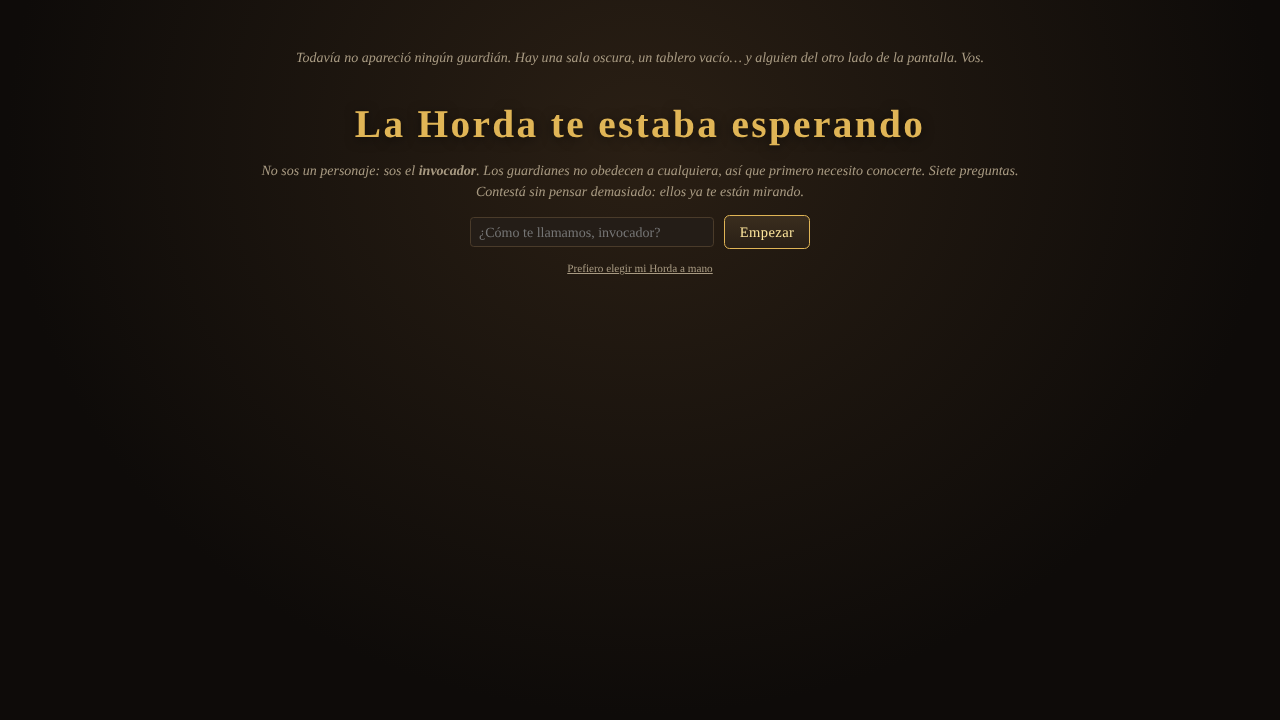 Todavía no apareció ningún guardián. Hay una sala oscura, un tablero vacío… y alguien del otro lado de la pantalla. Vos.
La Horda te estaba esperando
No sos un personaje: sos el invocador. Los guardianes no obedecen a cualquiera, así que primero necesito conocerte. Siete preguntas.
Contestá sin pensar demasiado: ellos ya te están mirando.
¿Cómo te llamamos, invocador?
Empezar
Prefiero elegir mi Horda a mano